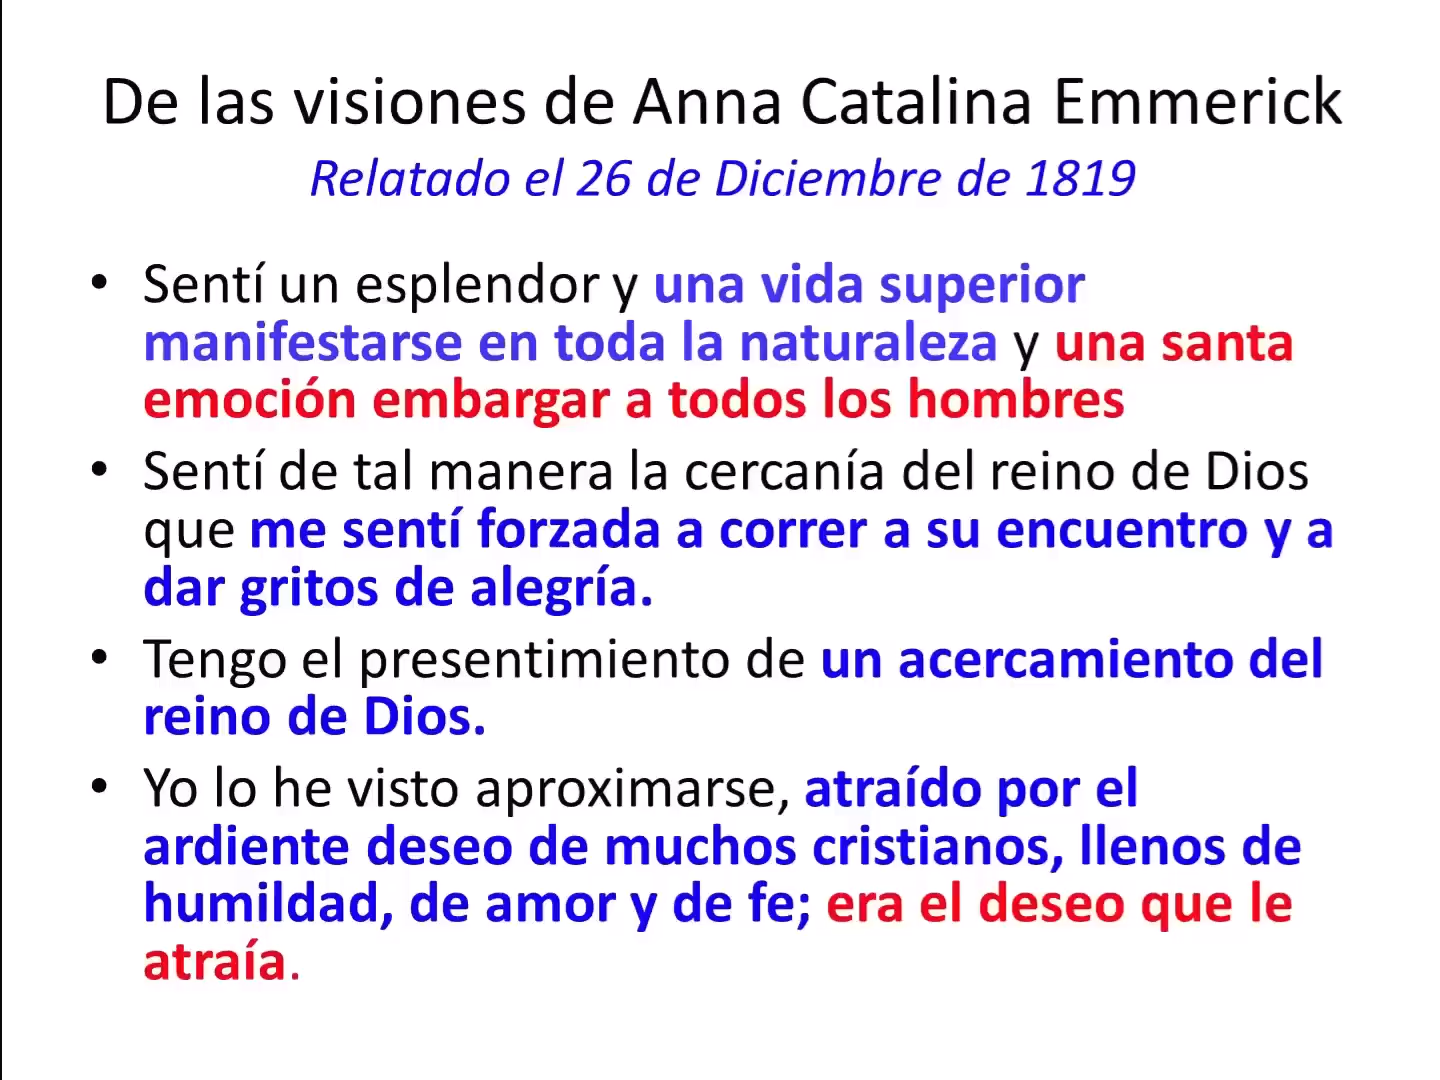 De las visiones de Anna Catalina Emmerick
Relatado el 26 de Diciembre de 1819
• Sentí un esplendor y una vida superior
manifestarse en toda la naturaleza y una santa
emoción embargar a todos los hombres
• Sentí de tal manera la cercanía del reino de Dios
que me sentí forzada a correr a su encuentro y a
dar gritos de alegría.
• Tengo el presentimiento de un acercamiento del
reino de Dios.
• Yo lo he visto aproximarse, atraído por el
ardiente deseo de muchos cristianos, llenos de
humildad, de amor y de fe; era el deseo que le
atraía.